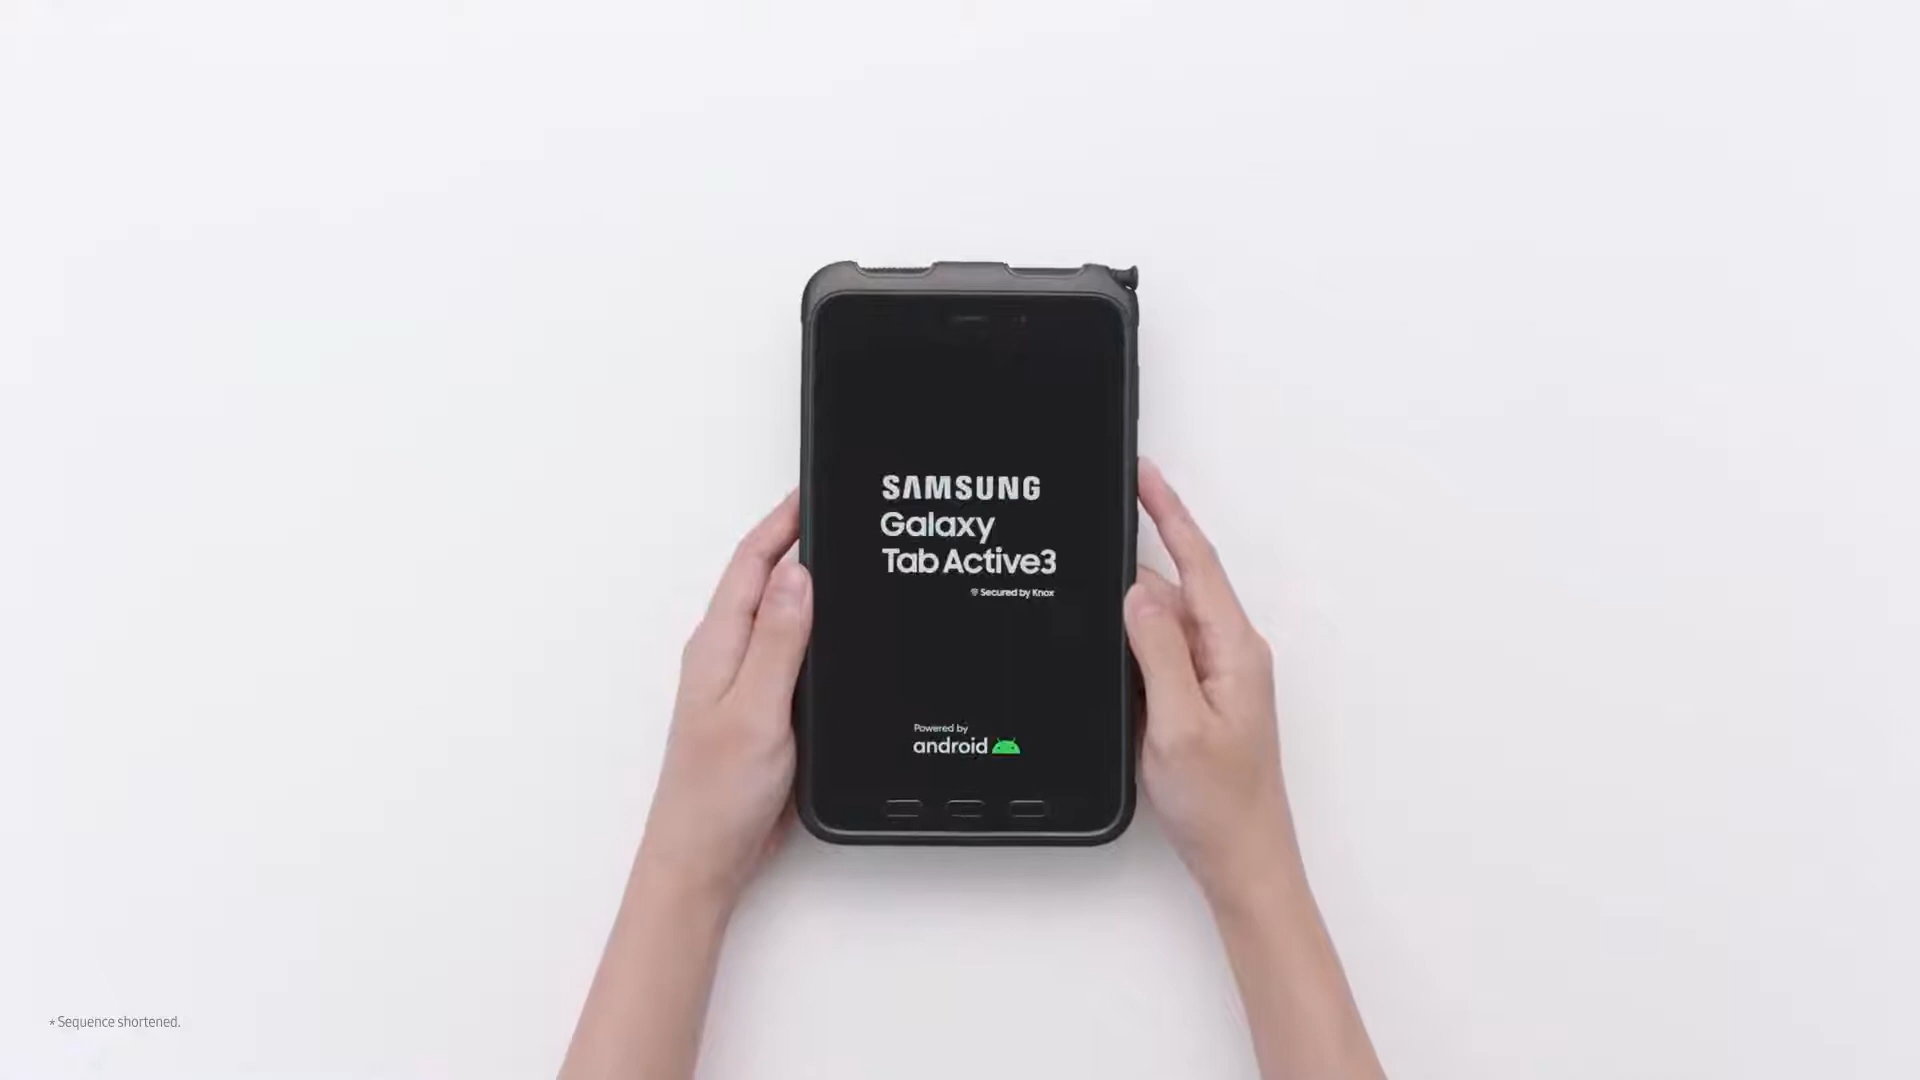 SAMSUNG
Galaxy
Tab Active3
Secured by Knox
Powered by
android
* Sequence shortened.